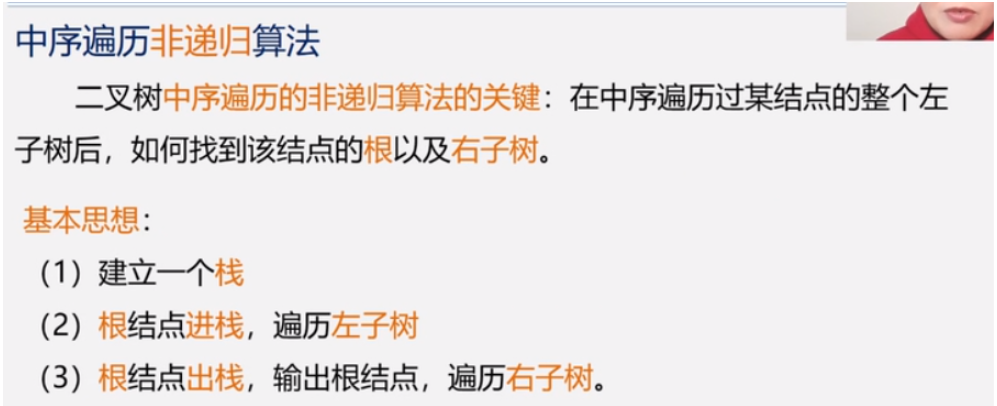 中序遍历非递归算法
二叉树中序遍历的非递归算法的关键：在中序遍历过某结点的整个左
子树后，如何找到该结点的根以及右子树。
基本思想：
（1）建立一个栈
（2）根结点进栈，遍历左子树
（3）根结点出栈，输出根结点，遍历右子树。